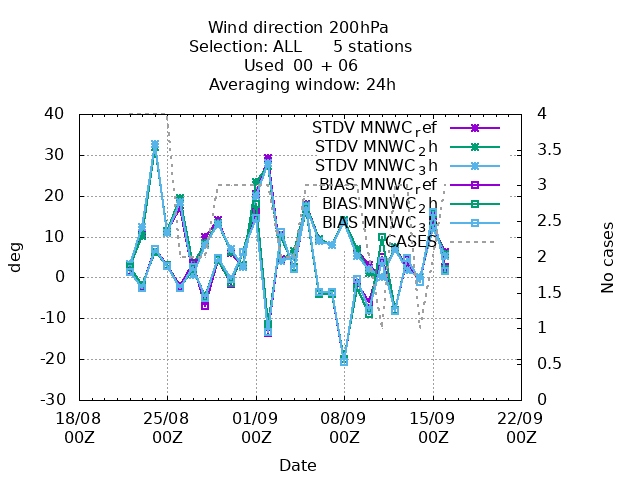 Wind direction 200hPa
Selection: ALL 5 stations
Used 00 + 06
Averaging window: 24h
40
30
20
10
0
-10
-20
-30
deg
4
3.5
3
2.5
2
1.5
1
0.5
0
No cases
STDV MNWC_ref
STDV MNWC_2h
STDV MNWC_3h
BIAS MNWC_ref
BIAS MNWC_2h
BIAS MNWC_3h
CASES
18/08 25/08 01/09 08/09 15/09 22/09
00Z 00Z 00Z 00Z 00Z 00Z
Date